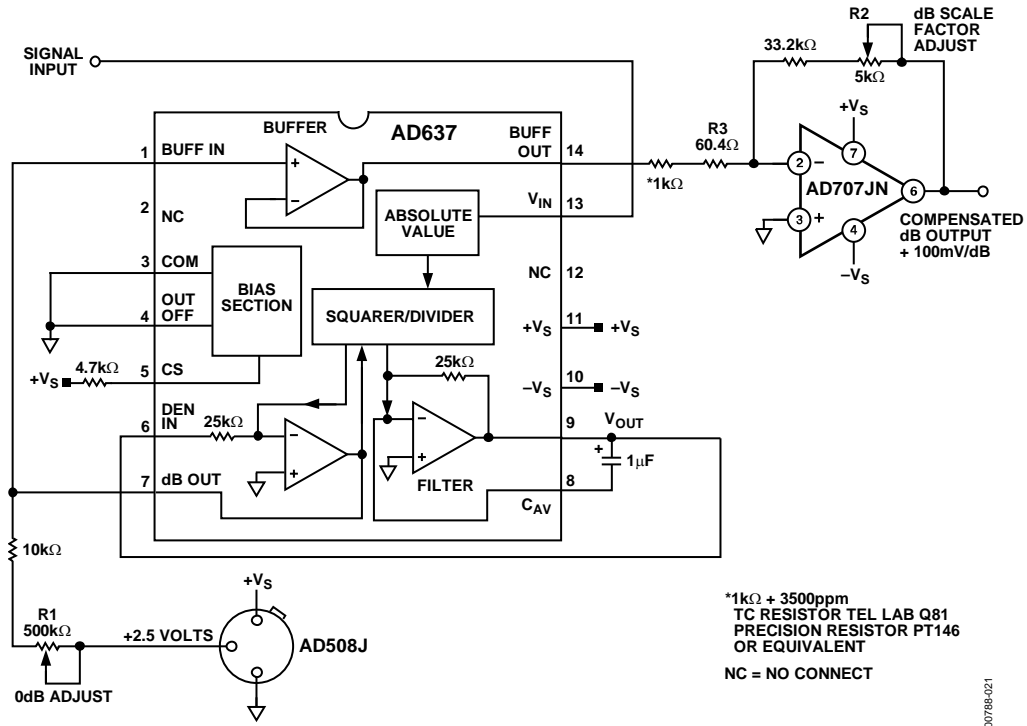 SIGNAL
INPUT
BUFFER
AD637
1
BUFF IN
+
−
BUFF
OUT
14
2
NC
ABSOLUTE
VALUE
VIN
13
3
COM
BIAS
SECTION
NC
12
4
OUT
OFF
SQUARER/DIVIDER
+VS
11
+VS
+VS
4.7kΩ
5
CS
25kΩ
−VS
10
−VS
6
DEN
IN
25kΩ
−
+
−
+
FILTER
9
VOUT
+
1µF
8
CAV
7
dB OUT
*1kΩ
R3
60.4Ω
33.2kΩ
R2
5kΩ
dB SCALE
FACTOR
ADJUST
+VS
7
2
−
AD707JN
6
3
+
4
−VS
COMPENSATED
dB OUTPUT
+ 100mV/dB
10kΩ
R1
500kΩ
0dB ADJUST
+2.5 VOLTS
+VS
AD508J
*1kΩ + 3500ppm
TC RESISTOR TEL LAB Q81
PRECISION RESISTOR PT146
OR EQUIVALENT
NC = NO CONNECT
00788-021